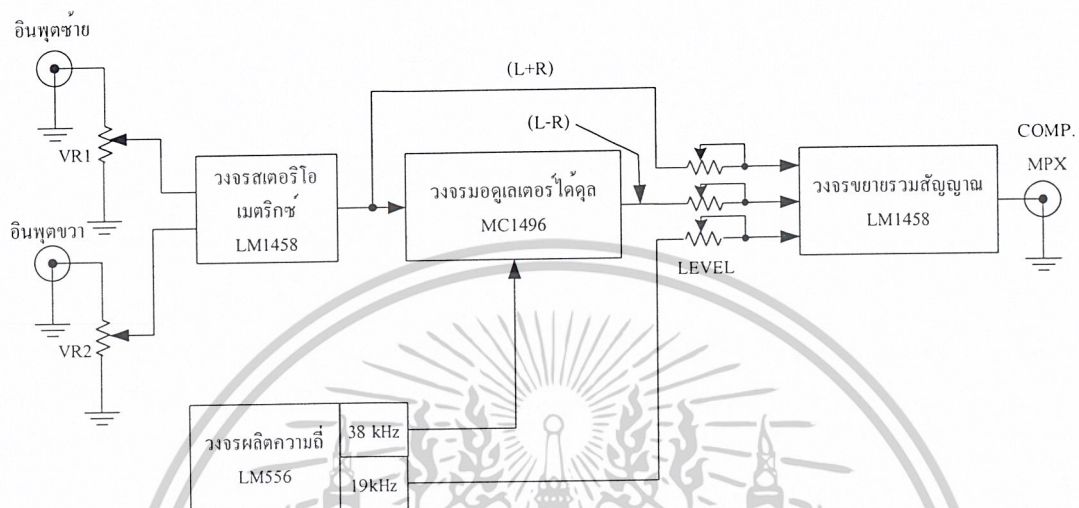 อินพุตซ้าย
VR1
อินพุตขวา
VR2
วงจรสเตอริโอ
เมตริกซ์
LM1458
(L+R)
(L-R)
วงจรมอดูเลเตอร์ได้ดุล
MC1496
LEVEL
วงจรขยายรวมสัญญาณ
LM1458
COMP.
MPX
วงจรผลิตความถี่
LM556
38 kHz
19kHz